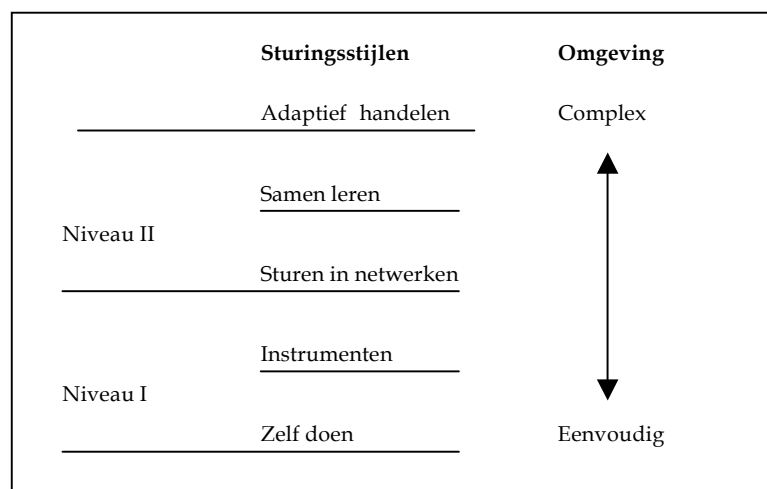 Sturingsstijlen Omgeving
Adaptief handelen Complex
Samen leren
Niveau II
Sturen in netwerken
Instrumenten
Niveau I
Zelf doen Eenvoudig